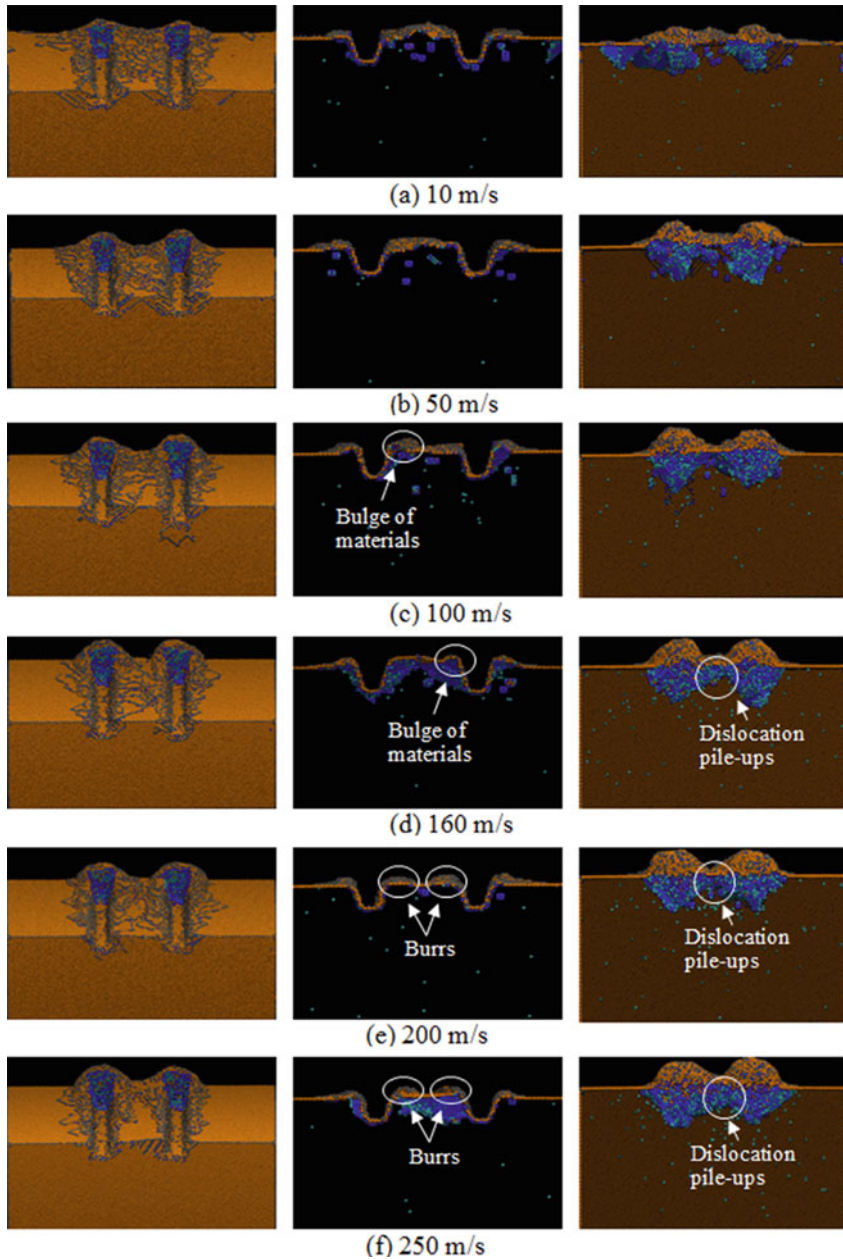 (a) 10 m/s
(b) 50 m/s
Bulge of
materials
(c) 100 m/s
Bulge of
materials
Dislocation
pile-ups
(d) 160 m/s
Burrs
Dislocation
pile-ups
(e) 200 m/s
Burrs
Dislocation
pile-ups
(f) 250 m/s